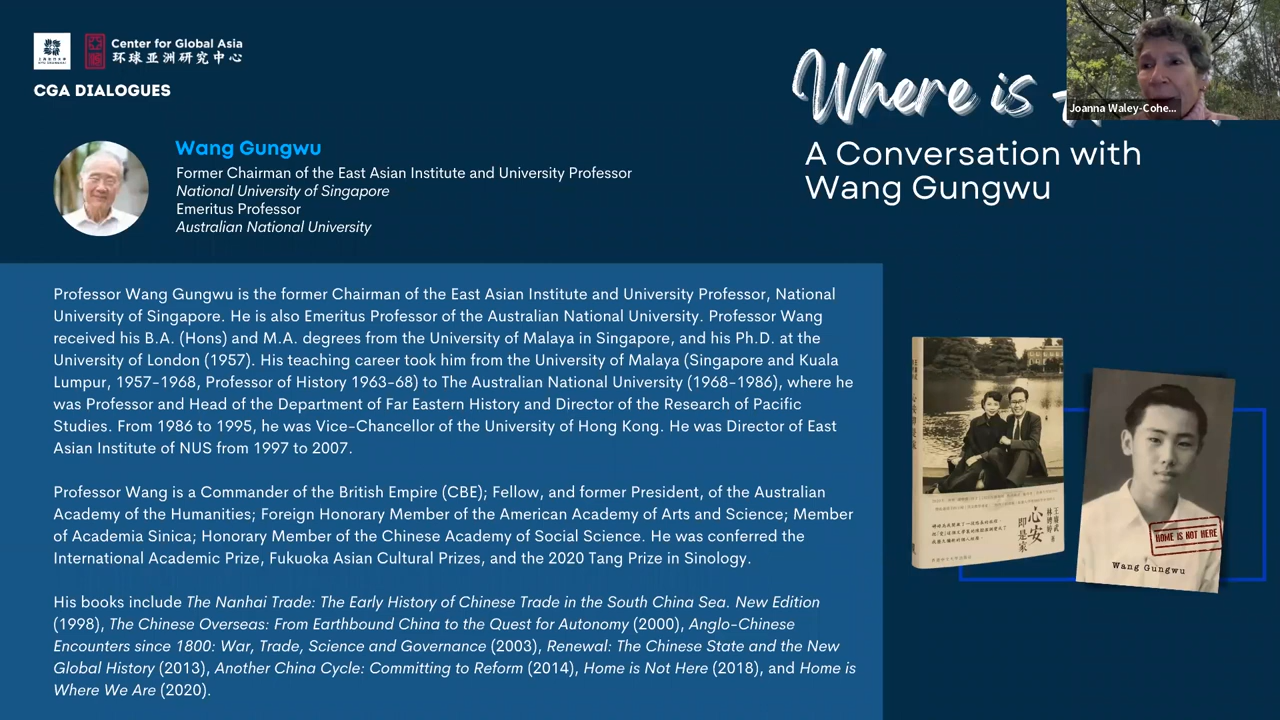 Center for Global Asia
环球亚洲研究中心
CGA DIALOGUES
Where is
Joanna Waley-Cohe...
A Conversation with
Wang Gungwu
Wang Gungwu
Former Chairman of the East Asian Institute and University Professor
National University of Singapore
Emeritus Professor
Australian National University
Professor Wang Gungwu is the former Chairman of the East Asian Institute and University Professor, National
University of Singapore. He is also Emeritus Professor of the Australian National University. Professor Wang
received his B.A. (Hons) and M.A. degrees from the University of Malaya in Singapore, and his Ph.D. at the
University of London (1957). His teaching career took him from the University of Malaya (Singapore and Kuala
Lumpur, 1957-1968, Professor of History 1963-68) to The Australian National University (1968-1986), where he
was Professor and Head of the Department of Far Eastern History and Director of the Research of Pacific
Studies. From 1986 to 1995, he was Vice-Chancellor of the University of Hong Kong. He was Director of East
Asian Institute of NUS from 1997 to 2007.
Professor Wang is a Commander of the British Empire (CBE); Fellow, and former President, of the Australian
Academy of the Humanities; Foreign Honorary Member of the American Academy of Arts and Science; Member
of Academia Sinica; Honorary Member of the Chinese Academy of Social Science. He was conferred the
International Academic Prize, Fukuoka Asian Cultural Prizes, and the 2020 Tang Prize in Sinology.
His books include The Nanhai Trade: The Early History of Chinese Trade in the South China Sea. New Edition
(1998), The Chinese Overseas: From Earthbound China to the Quest for Autonomy (2000), Anglo-Chinese
Encounters since 1800: War, Trade, Science and Governance (2003), Renewal: The Chinese State and the New
Global History (2013), Another China Cycle: Committing to Reform (2014), Home is Not Here (2018), and Home is
Where We Are (2020).
心安
即是家
HOME IS NOT HERE
Wang Gungwu